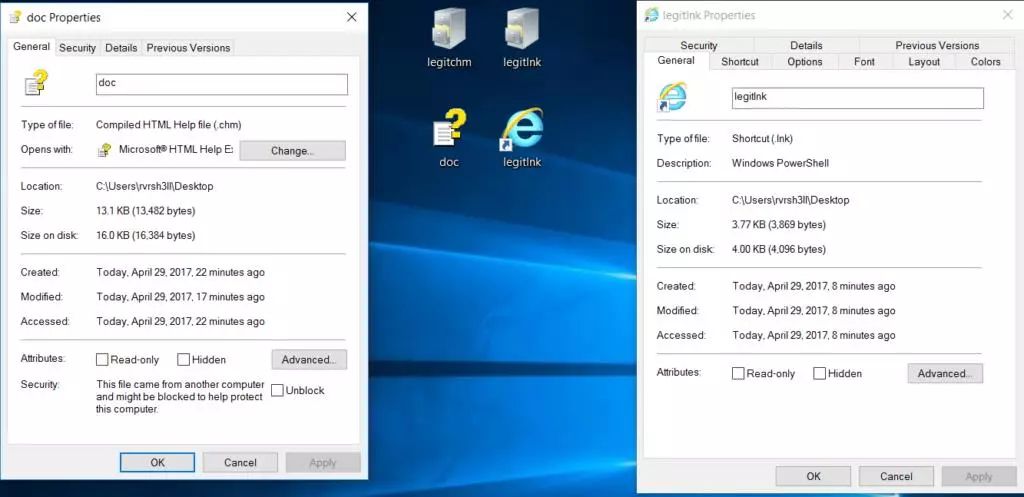 doc Properties
General Security Details Previous Versions
doc
Type of file: Compiled HTML Help file (.chm)
Opens with: Microsoft® HTML Help E: Change...
Location: C:\Users\rvrsh3ll\Desktop
Size: 13.1 KB (13,482 bytes)
Size on disk: 16.0 KB (16,384 bytes)
Created: Today, April 29, 2017, 22 minutes ago
Modified: Today, April 29, 2017, 17 minutes ago
Accessed: Today, April 29, 2017, 22 minutes ago
Attributes: Read-only Hidden Advanced...
Security: This file came from another computer
and might be blocked to help protect
this computer.
Unblock
OK Cancel Apply
legitchm legitlnk
doc legitlnk
legitlnk Properties
Security Details Previous Versions
General Shortcut Options Font Layout Colors
legitlnk
Type of file: Shortcut (.lnk)
Description: Windows PowerShell
Location: C:\Users\rvrsh3ll\Desktop
Size: 3.77 KB (3,869 bytes)
Size on disk: 4.00 KB (4,096 bytes)
Created: Today, April 29, 2017, 8 minutes ago
Modified: Today, April 29, 2017, 8 minutes ago
Accessed: Today, April 29, 2017, 8 minutes ago
Attributes: Read-only Hidden Advanced...
OK Cancel Apply